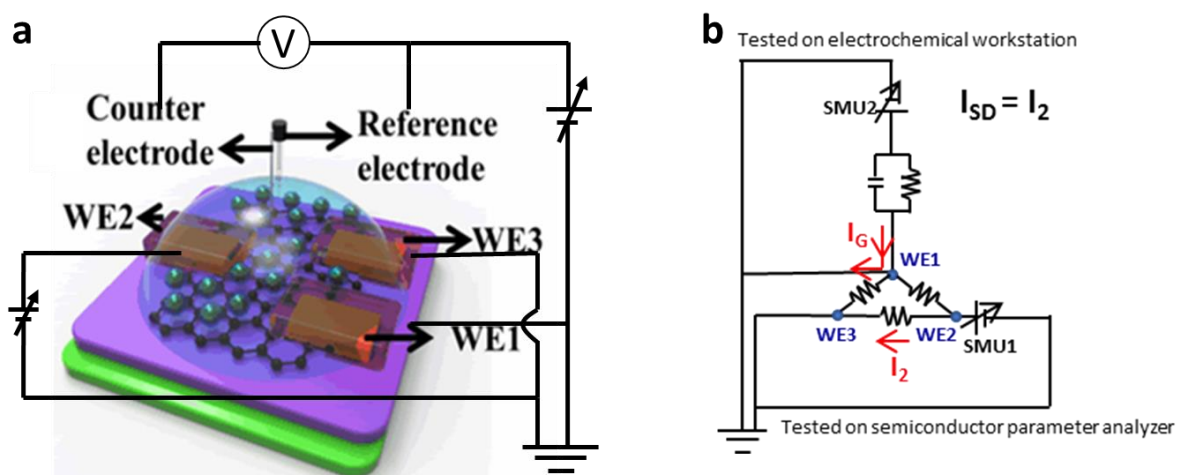 a
V
Counter
electrode
Reference
electrode
WE2
WE3
WE1
b
Tested on electrochemical workstation
SMU2
I_SD = I_2
I_G
WE1
WE3
WE2
SMU1
I_2
Tested on semiconductor parameter analyzer